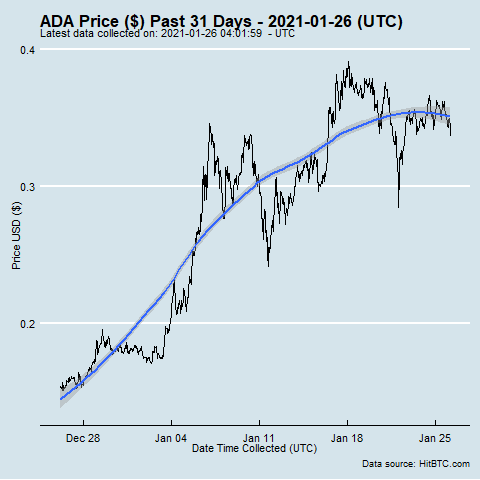 ADA Price ($) Past 31 Days - 2021-01-26 (UTC)
Latest data collected on: 2021-01-26 04:01:59 - UTC
0.4
0.3
0.2
Price USD ($)
Dec 28 Jan 04 Jan 11 Jan 18 Jan 25
Date Time Collected (UTC)
Data source: HitBTC.com